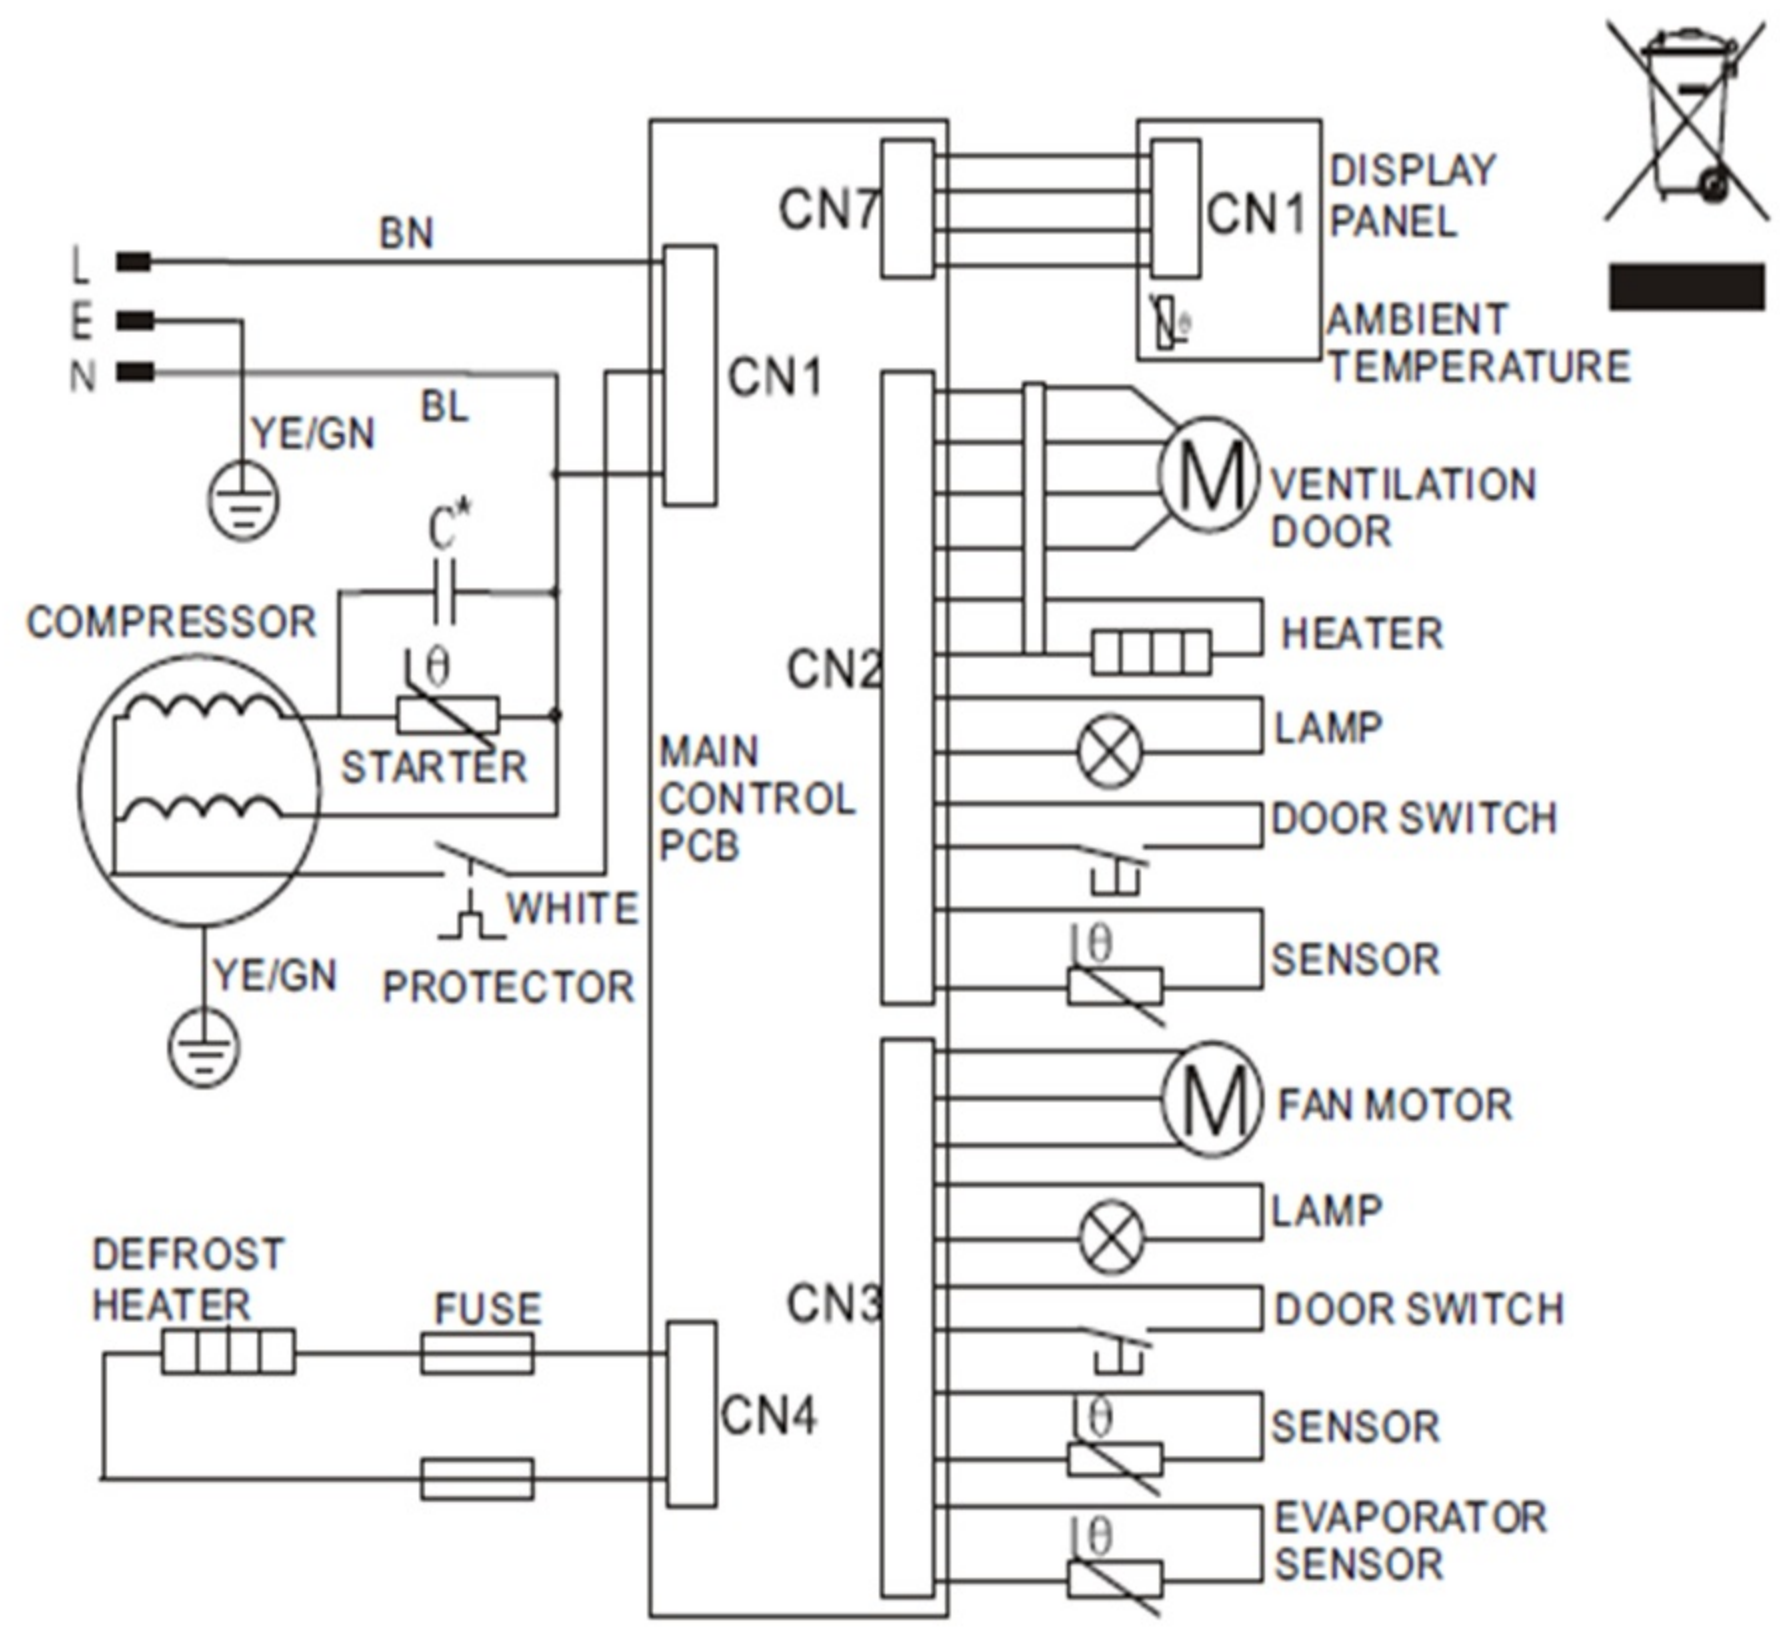 CN7
CN1
DISPLAY
PANEL
AMBIENT
TEMPERATURE
θ
L
BN
E
N
BL
YE/GN
CN1
C*
COMPRESSOR
θ
STARTER
WHITE
PROTECTOR
YE/GN
MAIN
CONTROL
PCB
CN2
M
VENTILATION
DOOR
HEATER
LAMP
DOOR SWITCH
θ
SENSOR
M
FAN MOTOR
LAMP
CN3
DOOR SWITCH
θ
SENSOR
θ
EVAPORATOR
SENSOR
DEFROST
HEATER
FUSE
CN4